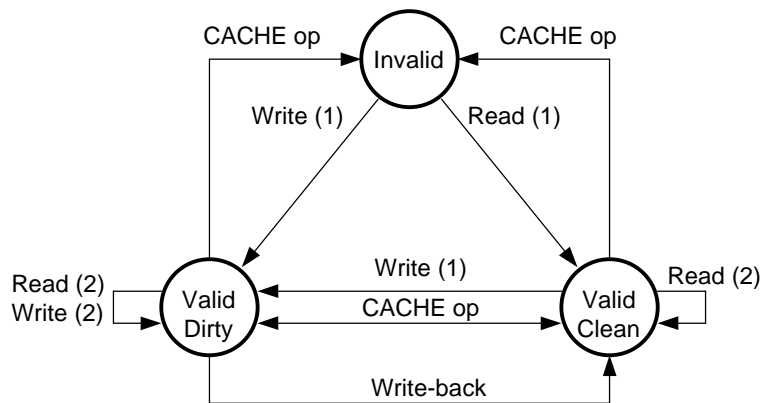 CACHE op
CACHE op
Invalid
Write (1)
Read (1)
Read (2)
Write (2)
Valid
Dirty
Write (1)
CACHE op
Valid
Clean
Read (2)
Write-back